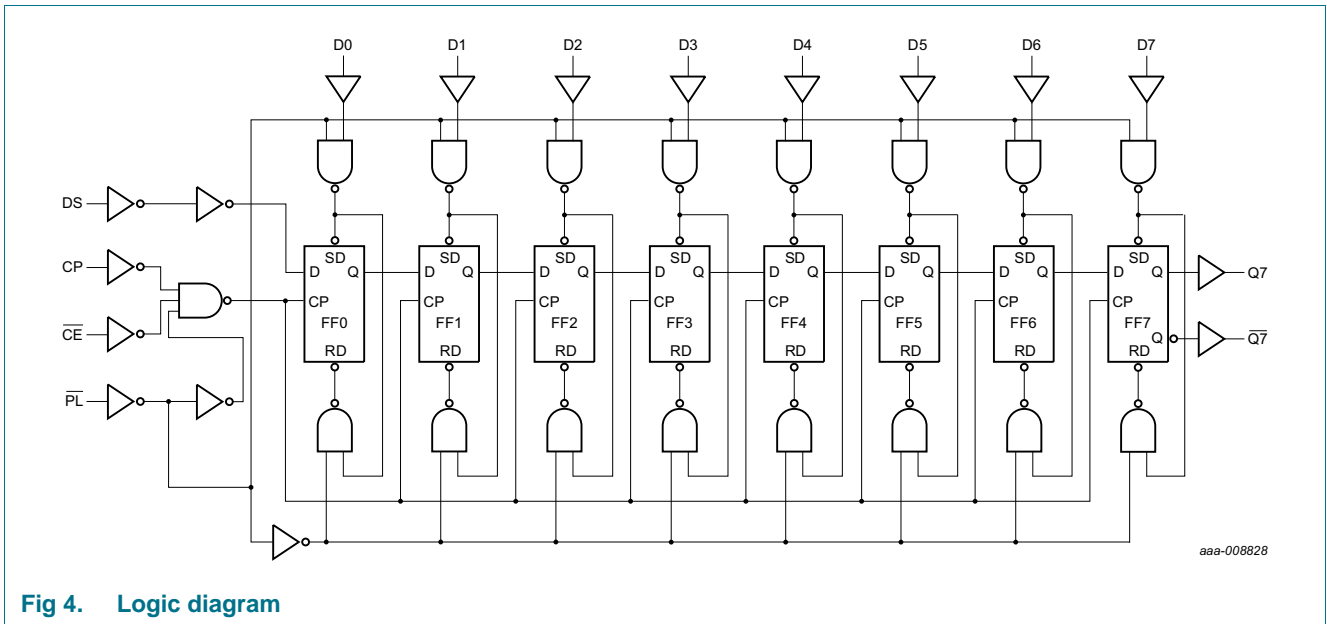 D0 D1 D2 D3 D4 D5 D6 D7
DS
CP
CE
PL
SD SD SD SD SD SD SD SD
D Q D Q D Q D Q D Q D Q D Q D Q
Q7
CP CP CP CP CP CP CP CP
FF0 FF1 FF2 FF3 FF4 FF5 FF6 FF7
Q
Q7
RD RD RD RD RD RD RD RD
aaa-008828
Fig 4. Logic diagram